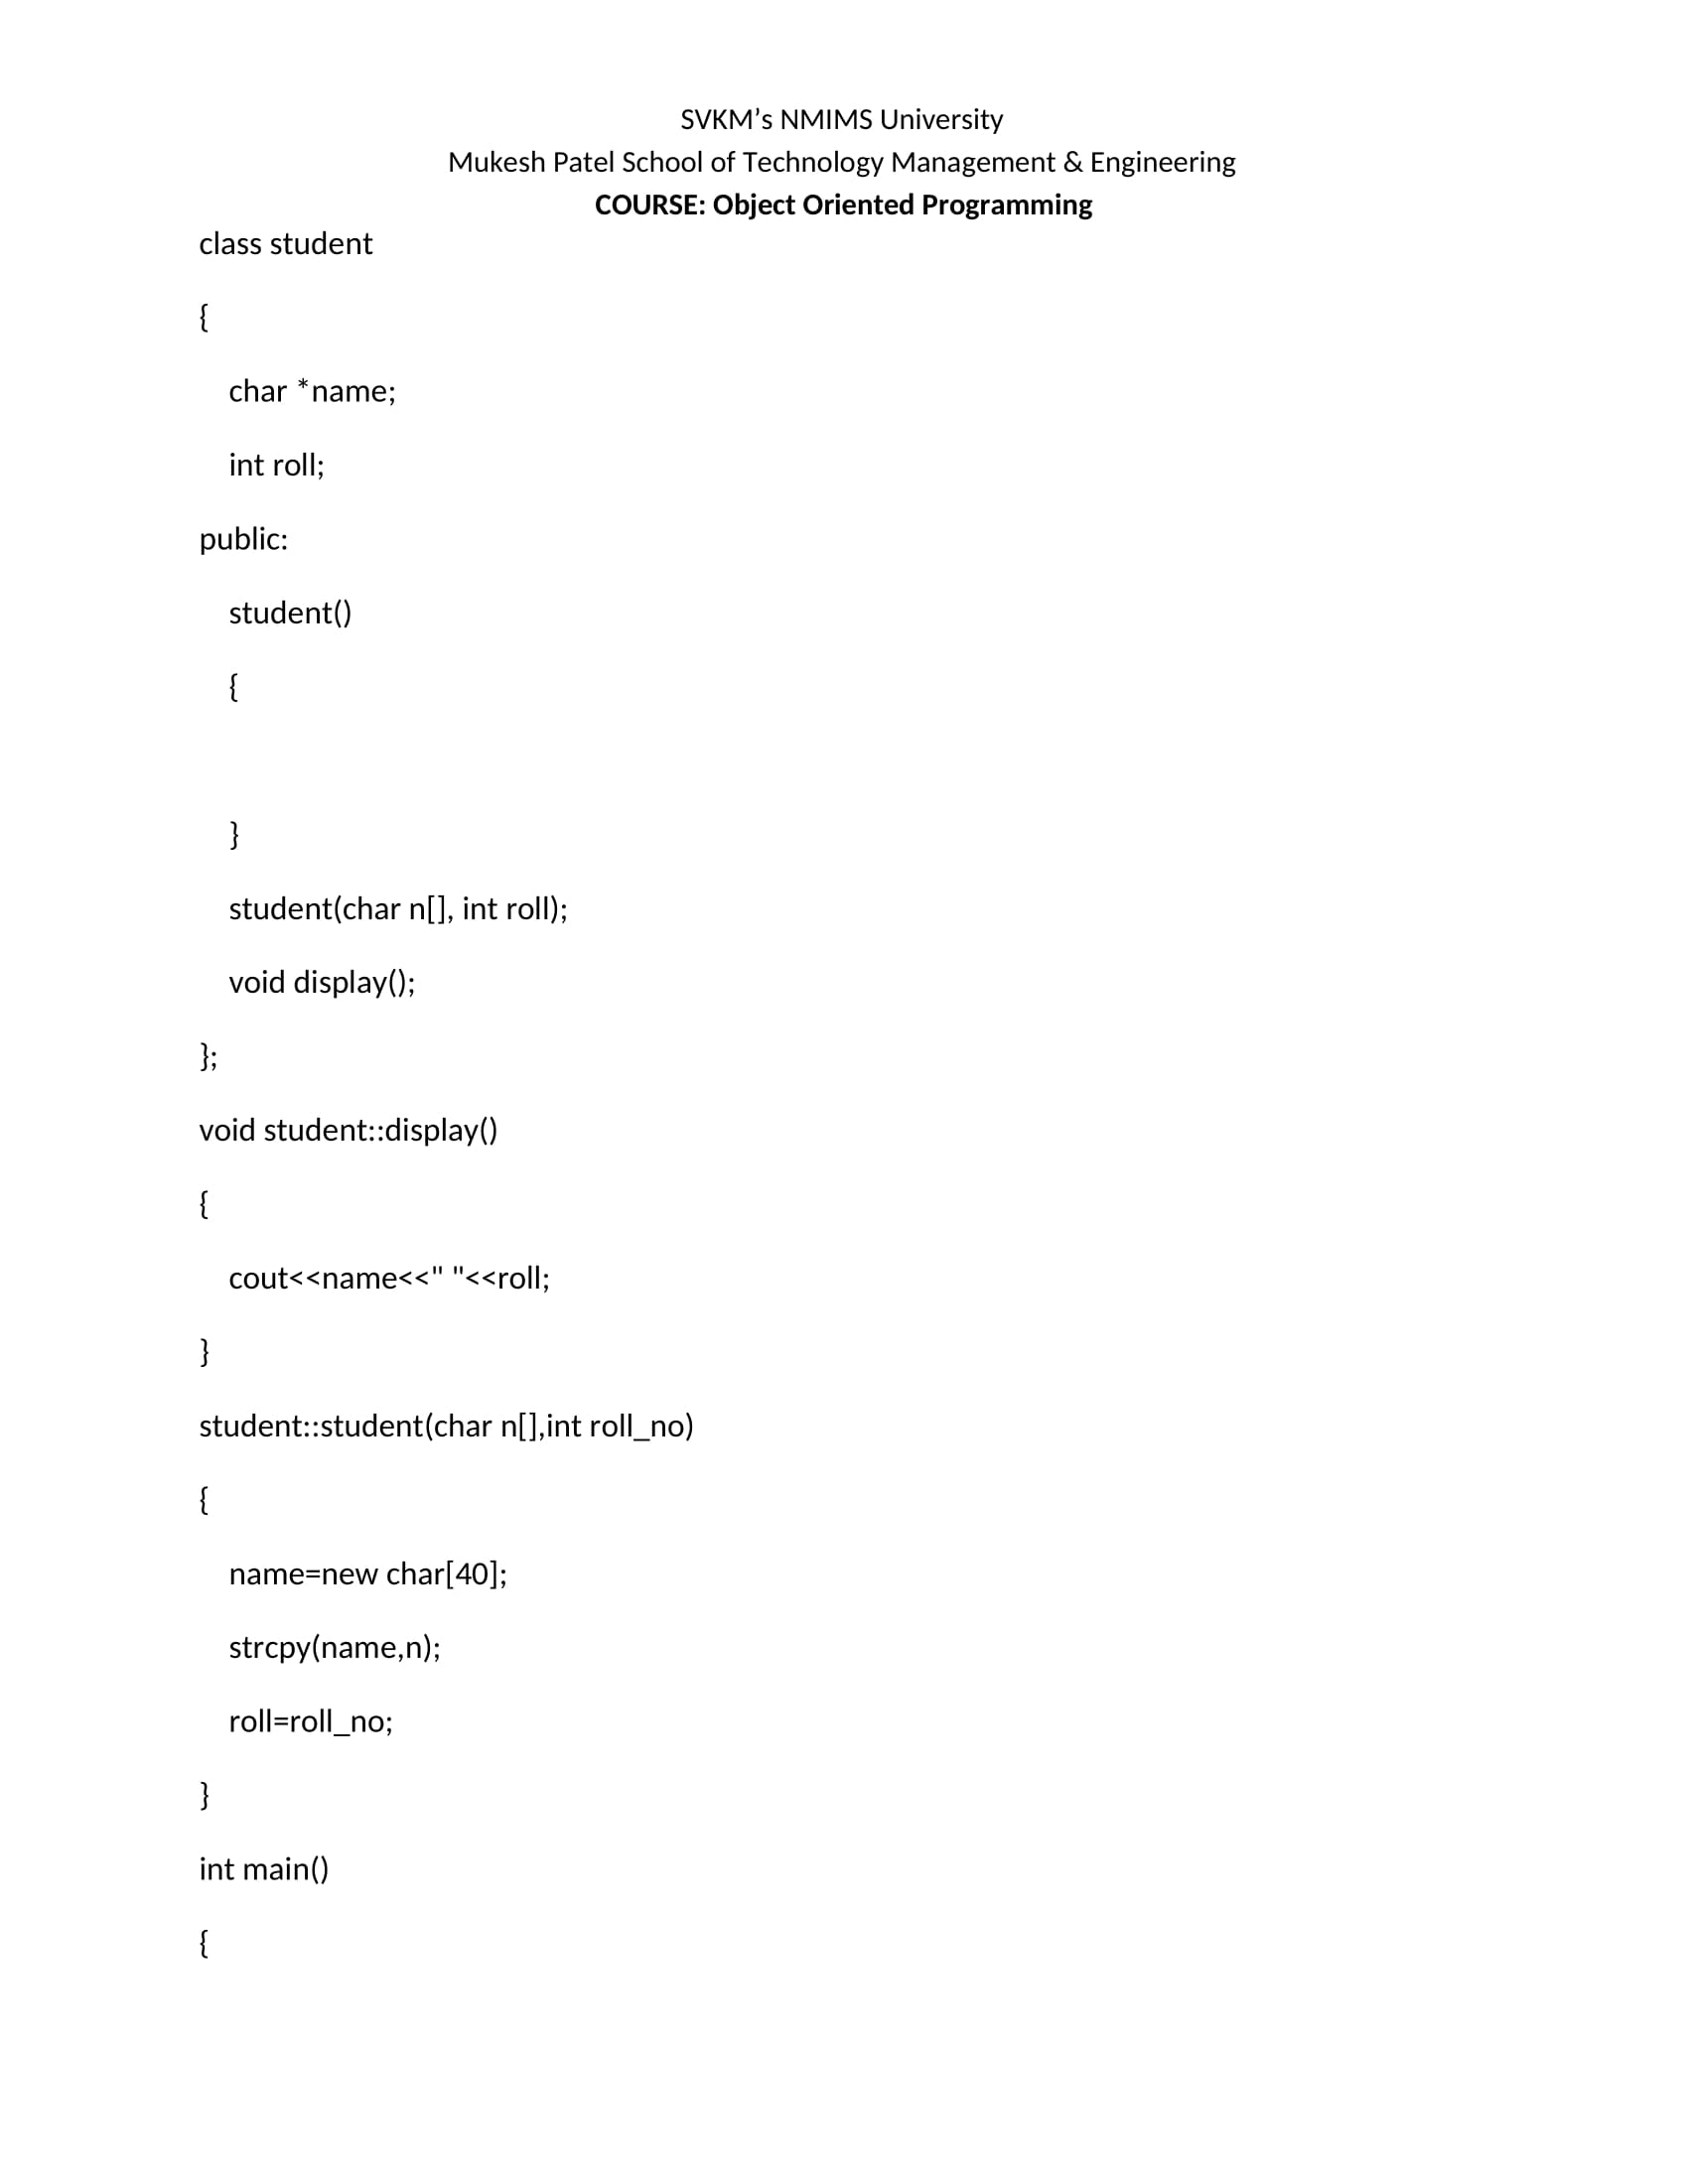 SVKM’s NMIMS University
Mukesh Patel School of Technology Management & Engineering
COURSE: Object Oriented Programming
class student
{
char *name;
int roll;
public:
student()
{
}
student(char n[], int roll);
void display();
};
void student::display()
{
cout<<name<<" "<<roll;
}
student::student(char n[],int roll_no)
{
name=new char[40];
strcpy(name,n);
roll=roll_no;
}
int main()
{